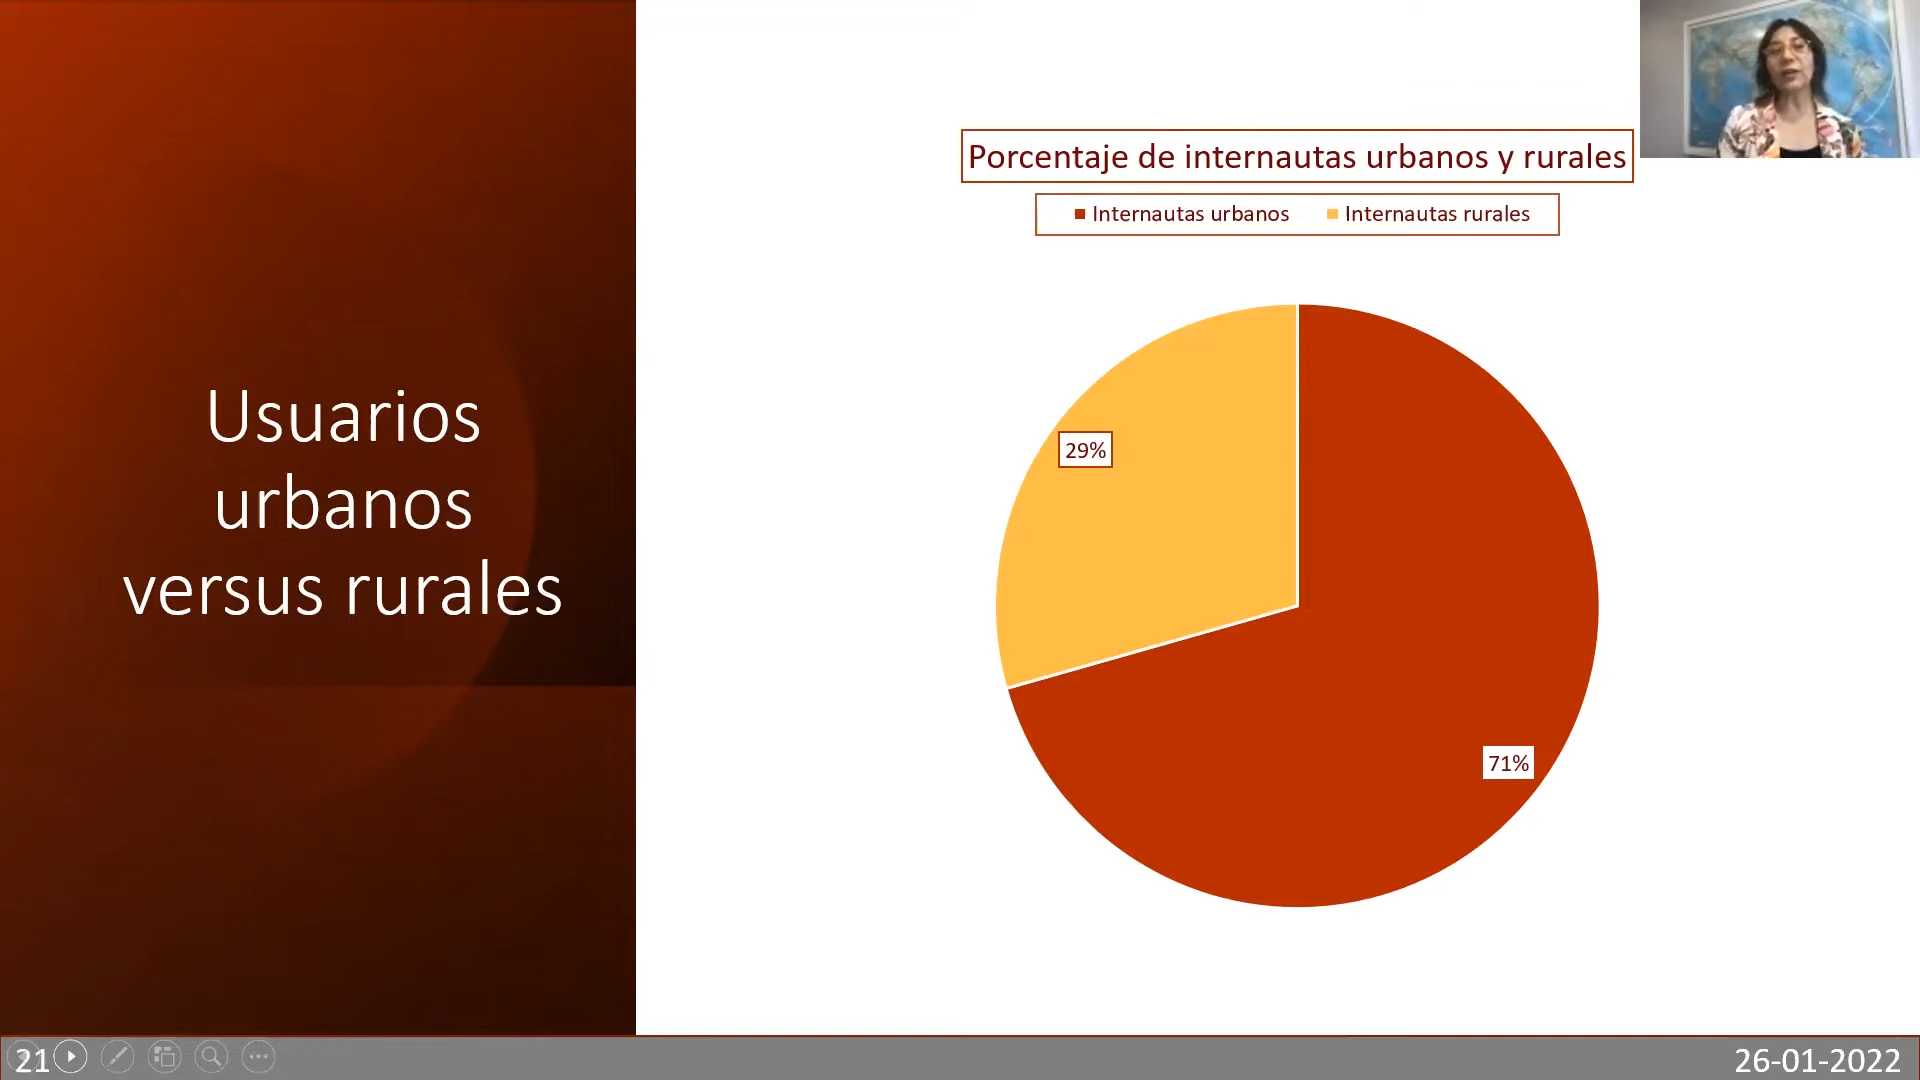 Usuarios
urbanos
versus rurales
Porcentaje de internautas urbanos y rurales
Internautas urbanos Internautas rurales
29%
71%
21
26-01-2022